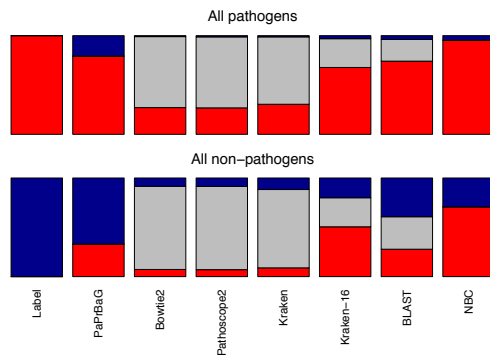 All pathogens
All non−pathogens
Label
PaPrBaG
Bowtie2
Pathoscope2
Kraken
Kraken−16
BLAST
NBC